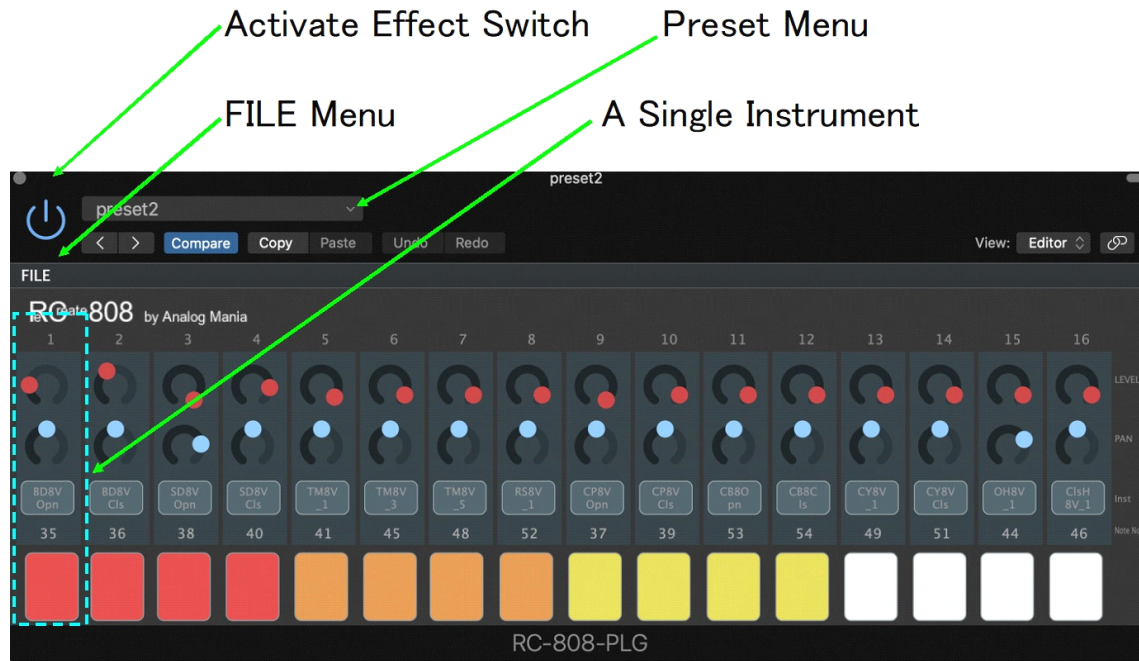 Activate Effect Switch
Preset Menu
FILE Menu
A Single Instrument
preset2
preset2
Compare
Copy
Paste
Undo
Redo
View:
Editor
FILE
RecReate808 by Analog Mania
1 2 3 4 5 6 7 8 9 10 11 12 13 14 15 16
LEVEL
PAN
BD8V BD8V SD8V SD8V TM8V TM8V TM8V RS8V CP8V CP8V CB8O CB8C CY8V CY8V OH8V ClsH
Opn Cls Opn Cls _1 _3 _5 _1 Opn Cls pn ls _1 Cls _1 8V_1
Inst
35 36 38 40 41 45 48 52 37 39 53 54 49 51 44 46
Note No
RC-808-PLG